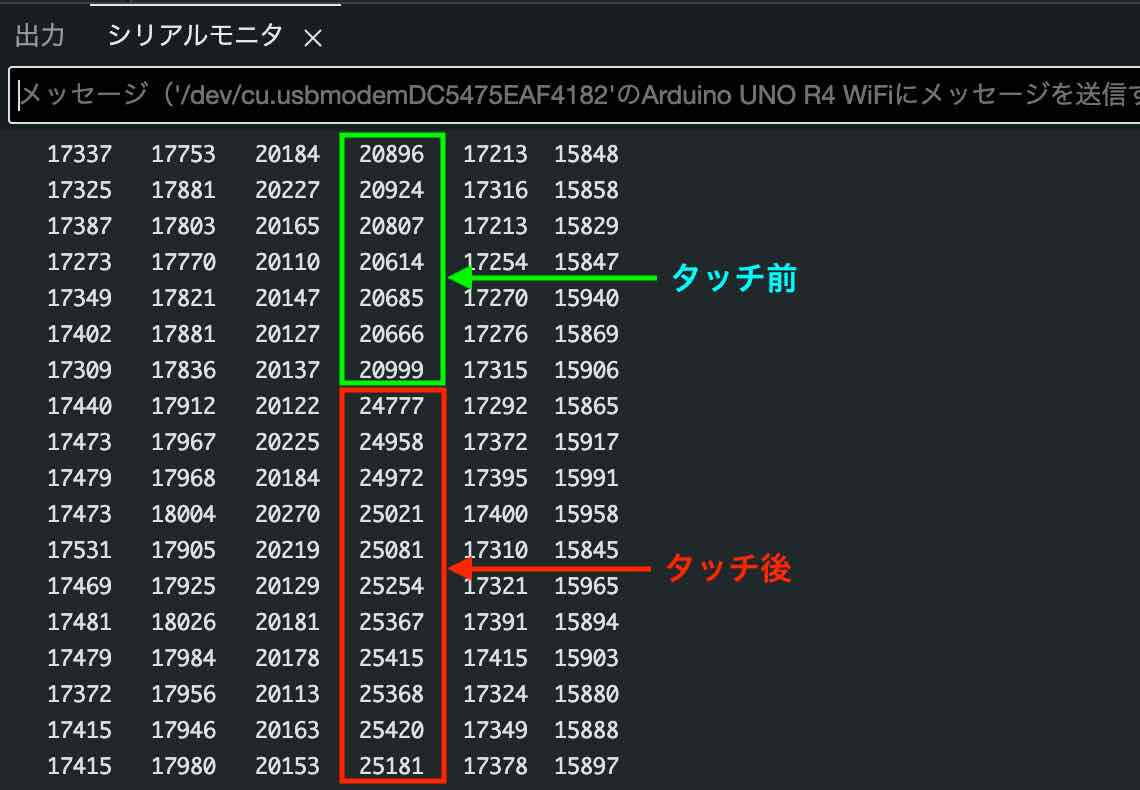 出力 シリアルモニタ ×
メッセージ（'/dev/cu.usbmodemDC5475EAF4182'のArduino UNO R4 WiFiにメッセージを送信す
17337 17753 20184 20896 17213 15848
17325 17881 20227 20924 17316 15858
17387 17803 20165 20807 17213 15829
17273 17770 20110 20614 17254 15847
タッチ前
17349 17821 20147 20685 17270 15940
17402 17881 20127 20666 17276 15869
17309 17836 20137 20999 17315 15906
17440 17912 20122 24777 17292 15865
17473 17967 20225 24958 17372 15917
17479 17968 20184 24972 17395 15991
17473 18004 20270 25021 17400 15958
17531 17905 20219 25081 17310 15845
タッチ後
17469 17925 20129 25254 17321 15965
17481 18026 20181 25367 17391 15894
17479 17984 20178 25415 17415 15903
17372 17956 20113 25368 17324 15880
17415 17946 20163 25420 17349 15888
17415 17980 20153 25181 17378 15897